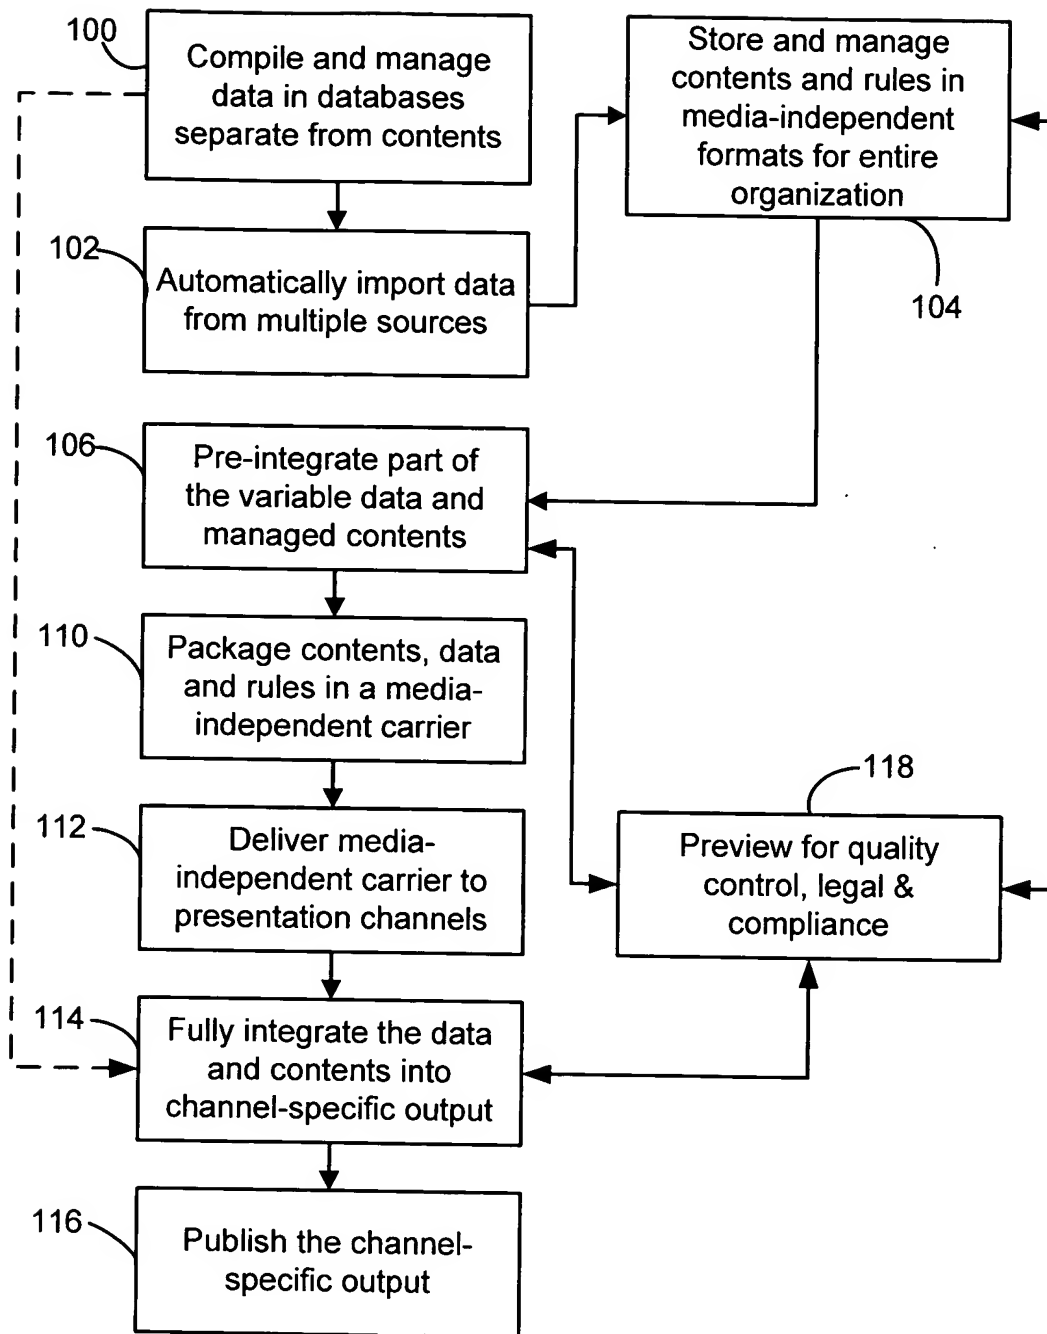 100
Compile and manage
data in databases
separate from contents
Store and manage
contents and rules in
media-independent
formats for entire
organization
104
102
Automatically import data
from multiple sources
106
Pre-integrate part of
the variable data and
managed contents
110
Package contents, data
and rules in a media-
independent carrier
118
Preview for quality
control, legal &
compliance
112
Deliver media-
independent carrier to
presentation channels
114
Fully integrate the data
and contents into
channel-specific output
116
Publish the channel-
specific output